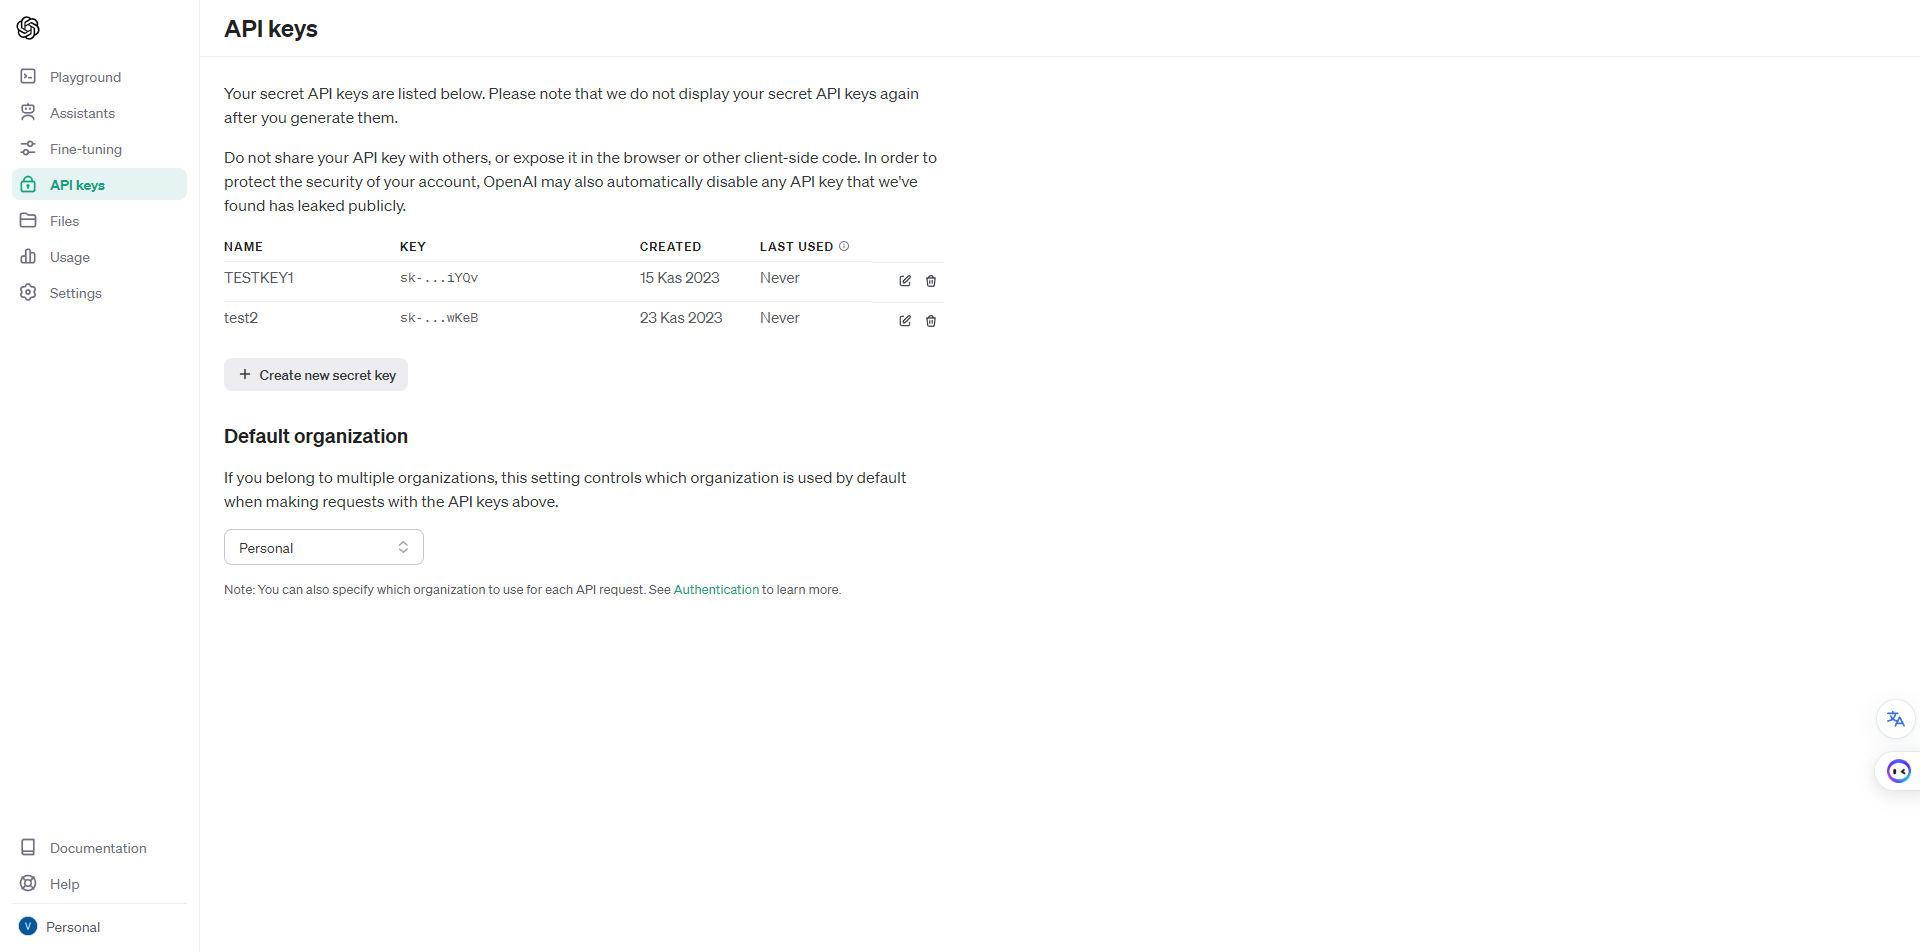 API keys
Playground
Assistants
Fine-tuning
API keys
Files
Usage
Settings
Your secret API keys are listed below. Please note that we do not display your secret API keys again
after you generate them.
Do not share your API key with others, or expose it in the browser or other client-side code. In order to
protect the security of your account, OpenAI may also automatically disable any API key that we've
found has leaked publicly.
NAME KEY CREATED LAST USED
TESTKEY1 sk-...iYQv 15 Kas 2023 Never
test2 sk-...wKeB 23 Kas 2023 Never
+ Create new secret key
Default organization
If you belong to multiple organizations, this setting controls which organization is used by default
when making requests with the API keys above.
Personal
Note: You can also specify which organization to use for each API request. See Authentication to learn more.
Documentation
Help
V Personal